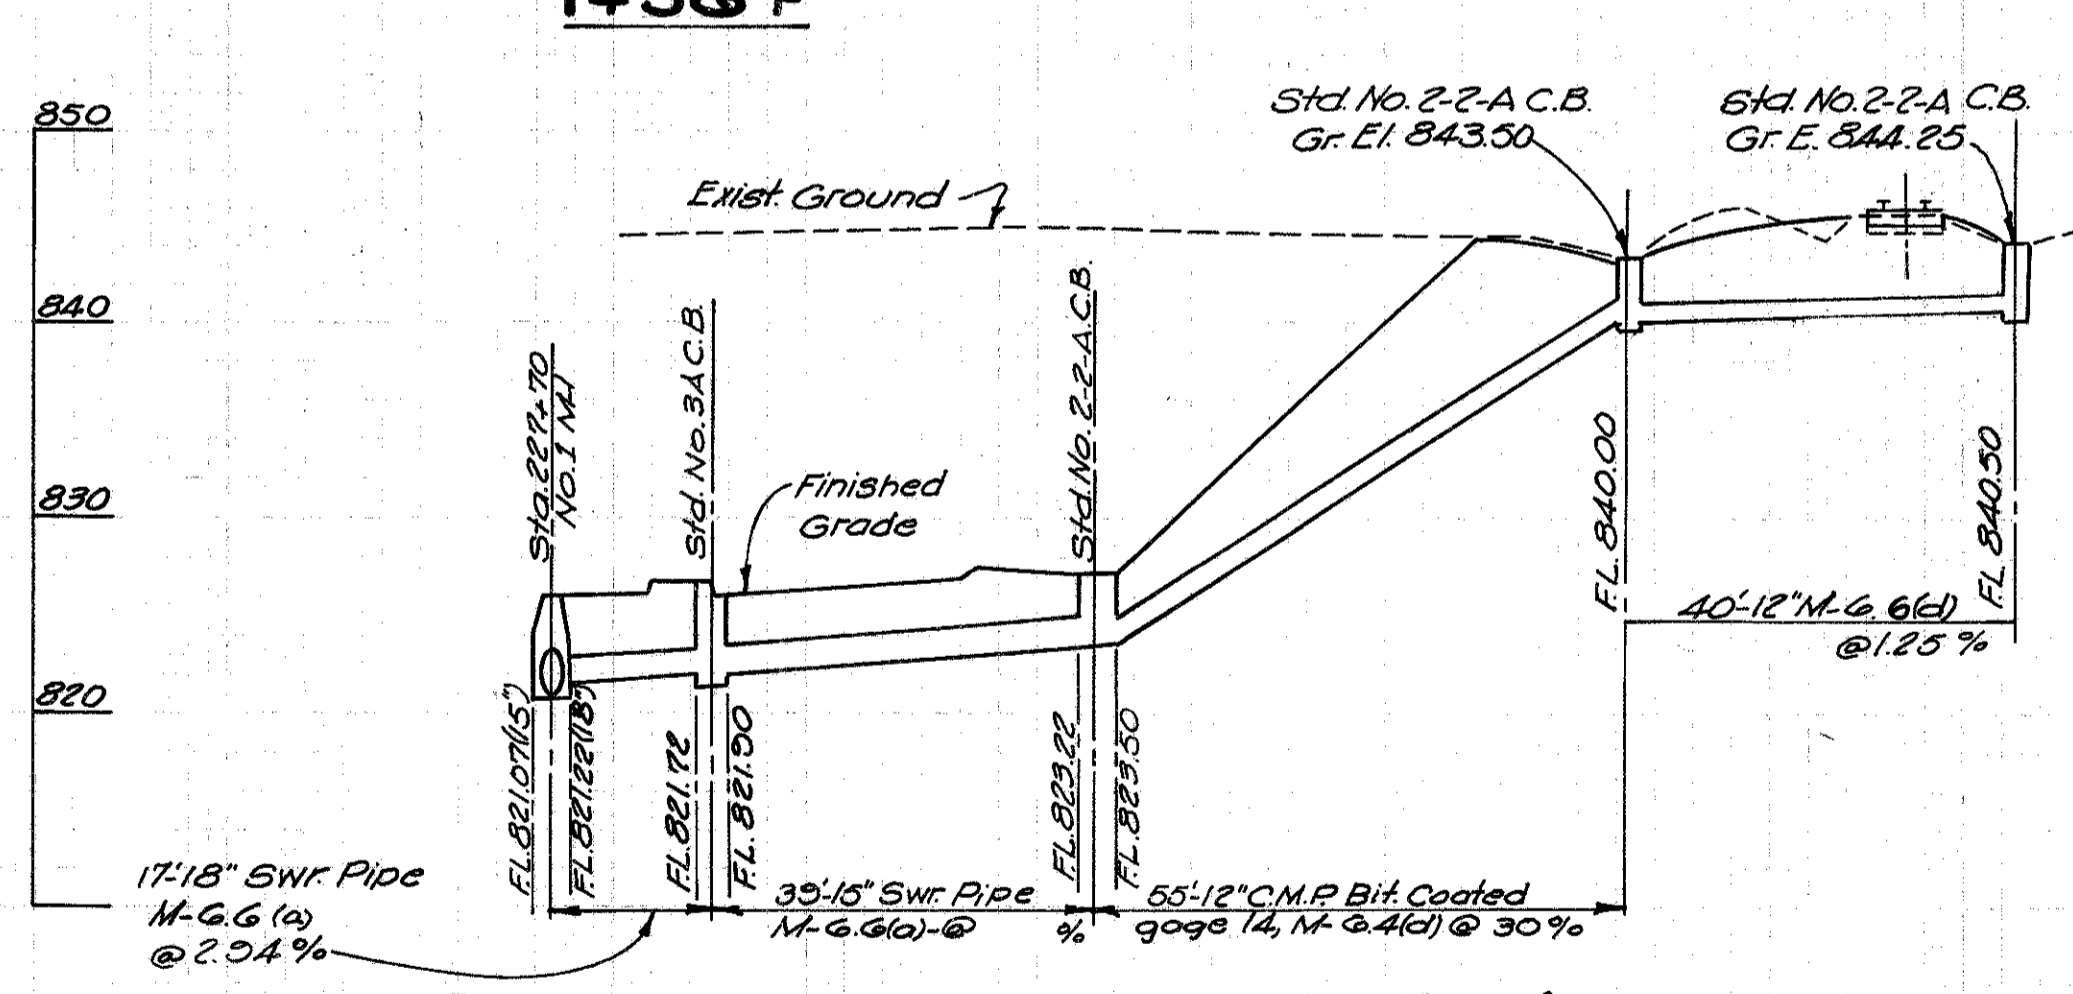 850
840
830
820
Std. No. 2-2-A C.B.
Gr. El. 843.50
Std. No. 2-2-A C.B.
Gr. E. 844.25
Exist. Ground
Sta. 227+70
No. 1 MH
Std. No. 3A C.B.
Std. No. 2-2-A.C.B.
Finished
Grade
F.L. 840.00
F.L. 840.50
40'-12" M-6.6(d)
@ 1.25 %
F.L. 821.07(15")
F.L. 821.22(18")
F.L. 821.72
F.L. 821.90
F.L. 823.22
F.L. 823.50
17'-18" Swr. Pipe
M-6.6 (a)
@ 2.94 %
39'-15" Swr. Pipe
M-6.6(a)-@ %
55'-12" C.M.P. Bit. Coated
gage 14, M-6.4(d) @ 30 %